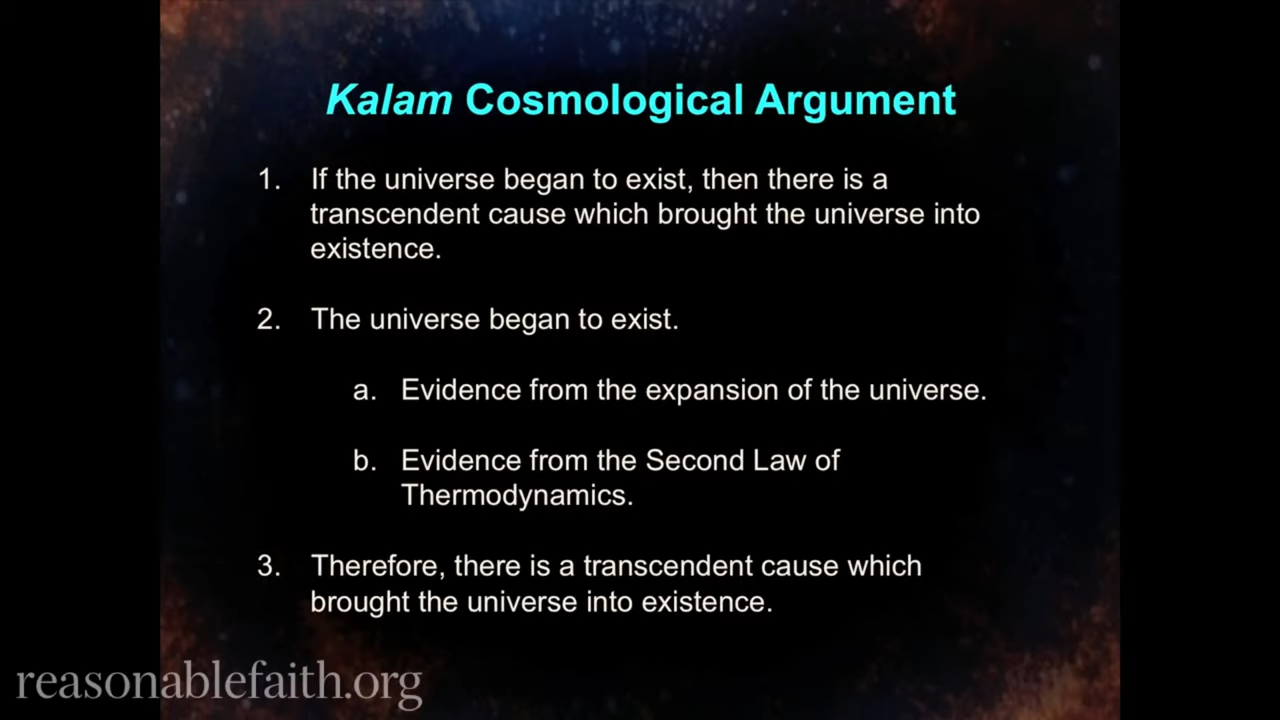 Kalam Cosmological Argument
1. If the universe began to exist, then there is a
transcendent cause which brought the universe into
existence.
2. The universe began to exist.
a. Evidence from the expansion of the universe.
b. Evidence from the Second Law of
Thermodynamics.
3. Therefore, there is a transcendent cause which
brought the universe into existence.
reasonablefaith.org